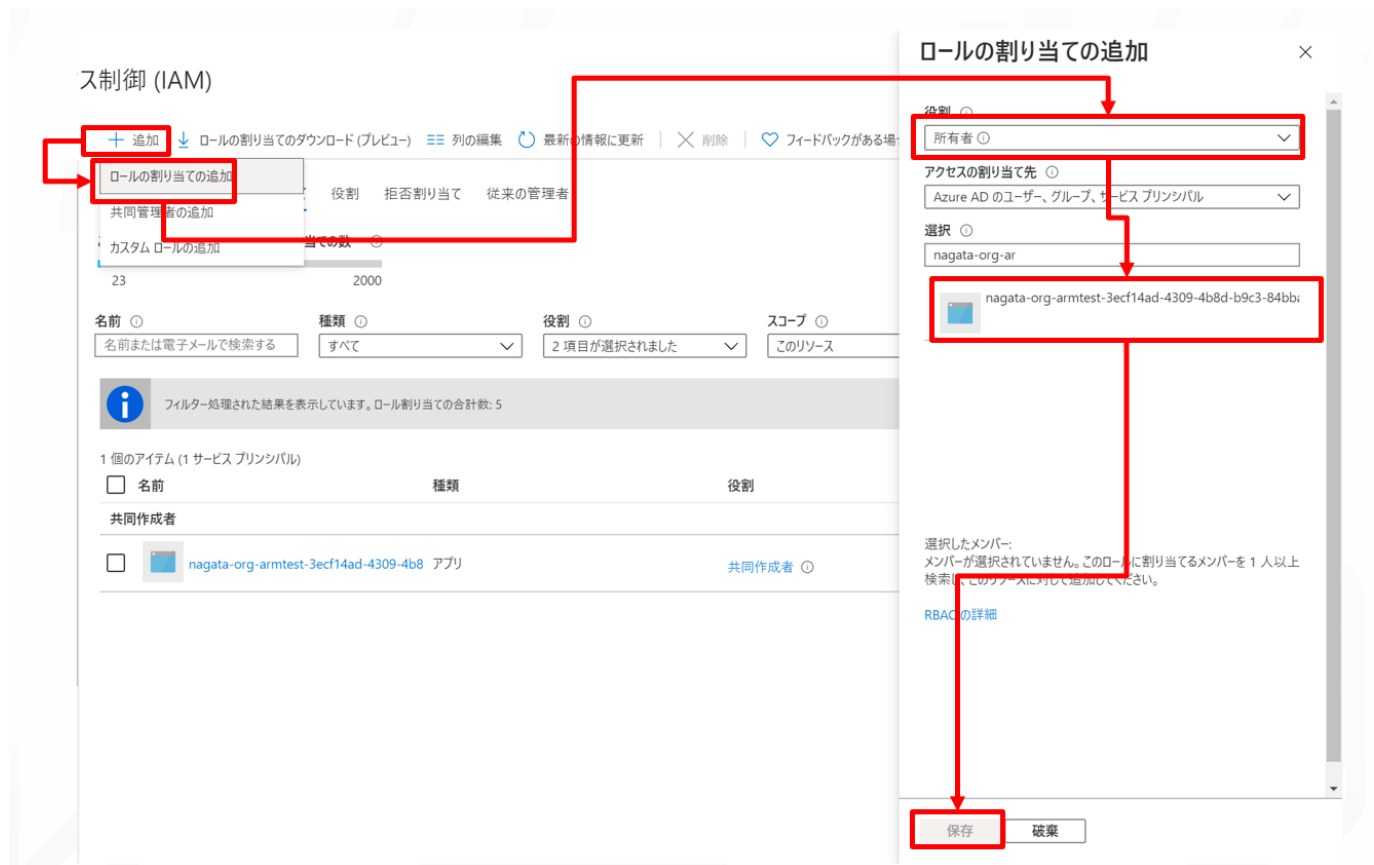 ス制御 (IAM)
追加
ロールの割り当てのダウンロード (プレビュー)
列の編集
最新の情報に更新
削除
フィードバックがある場
ロールの割り当ての追加
共同管理者の追加
カスタム ロールの追加
役割
拒否割り当て
従来の管理者
当ての数
23
2000
名前
種類
役割
スコープ
名前または電子メールで検索する
すべて
2 項目が選択されました
このリソース
フィルター処理された結果を表示しています。ロール割り当ての合計数: 5
1 個のアイテム (1 サービス プリンシパル)
名前
種類
役割
共同作成者
nagata-org-armtest-3ecf14ad-4309-4b8
アプリ
共同作成者
ロールの割り当ての追加
役割
所有者
アクセスの割り当て先
Azure AD のユーザー、グループ、サービス プリンシパル
選択
nagata-org-ar
nagata-org-armtest-3ecf14ad-4309-4b8d-b9c3-84bb
選択したメンバー:
メンバーが選択されていません。このロールに割り当てるメンバーを 1 人以上
検索し、このリソースに対して追加してください。
RBAC の詳細
保存
破棄